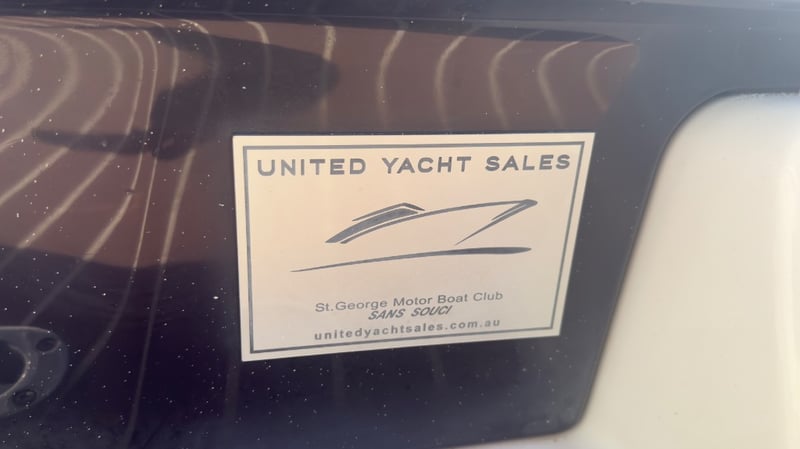 UNITED YACHT SALES
St.George Motor Boat Club
SANS SOUCI
unitedyachtsales.com.au